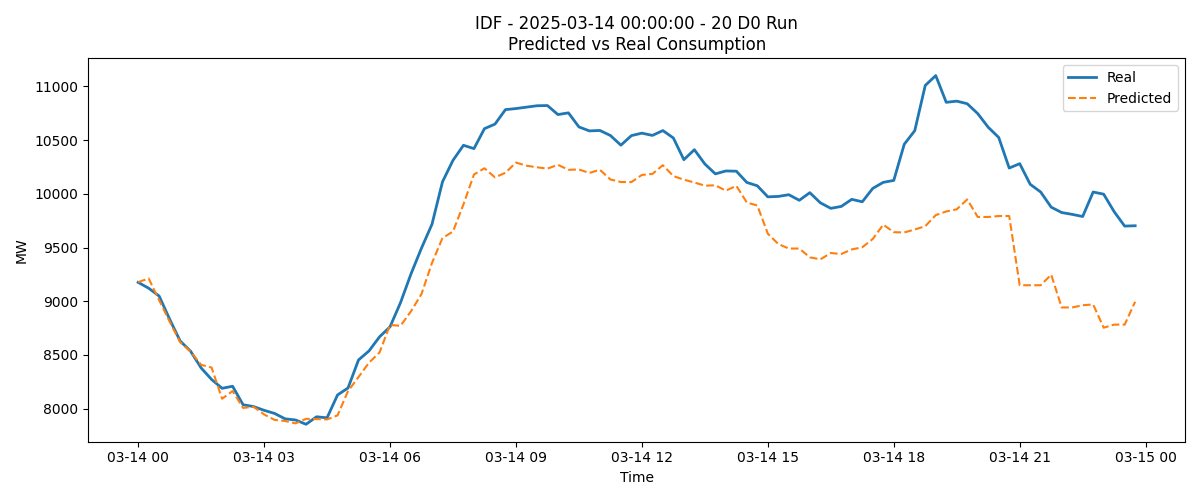 IDF - 2025-03-14 00:00:00 - 20 D0 Run
Predicted vs Real Consumption
Real
Predicted
MW
11000
10500
10000
9500
9000
8500
8000
03-14 00
03-14 03
03-14 06
03-14 09
03-14 12
03-14 15
03-14 18
03-14 21
03-15 00
Time